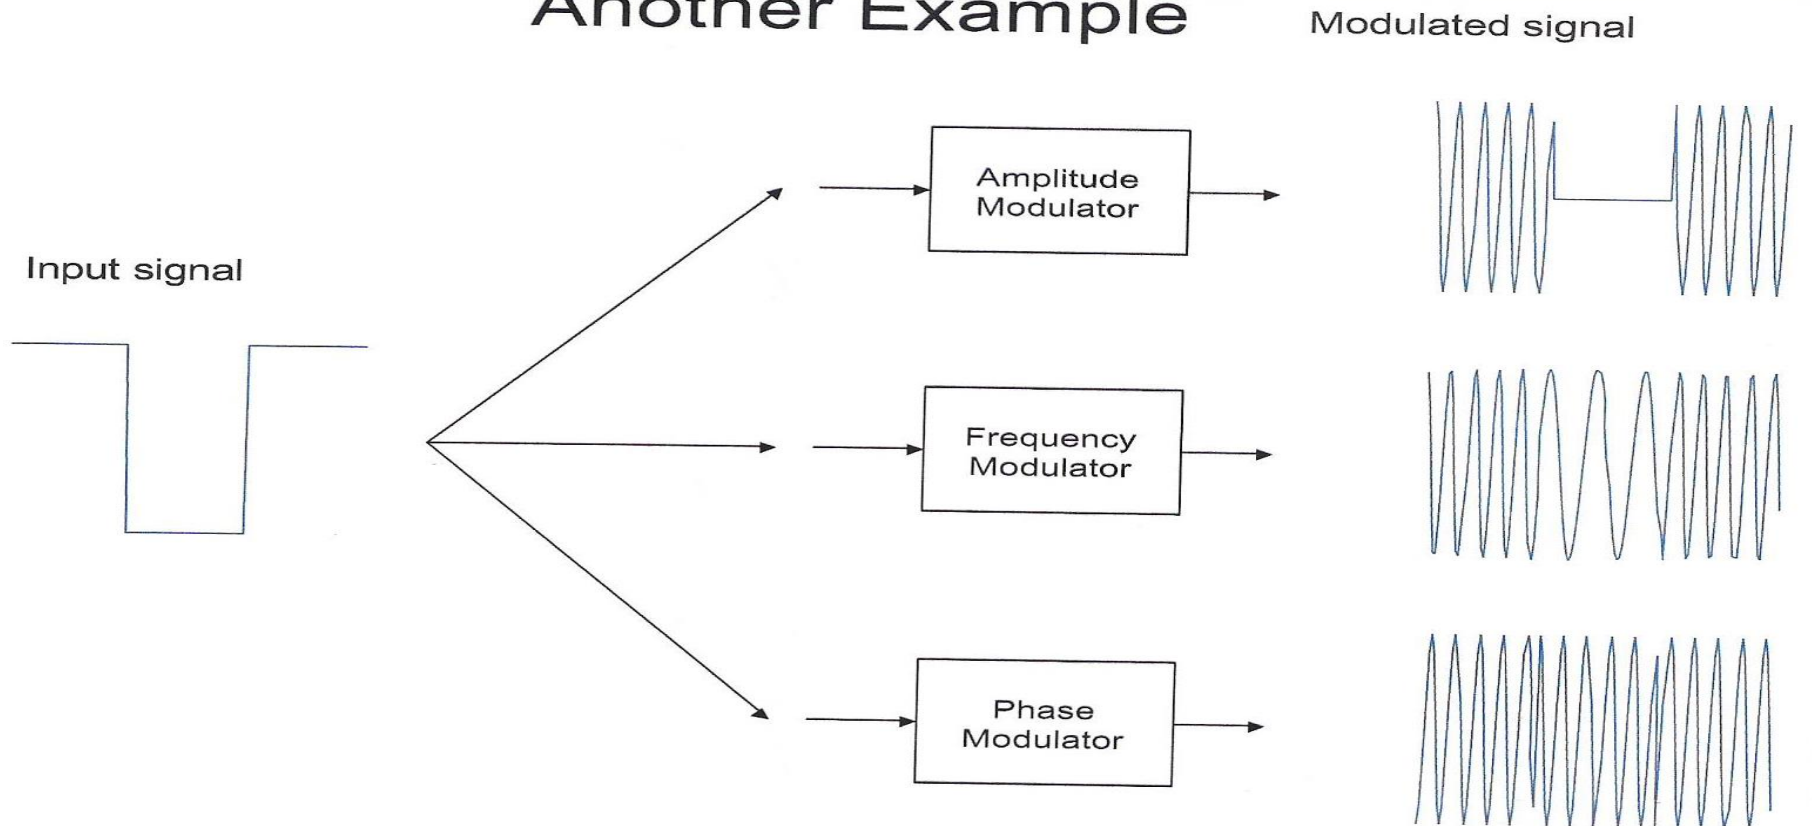 Another Example
Modulated signal
Input signal
Amplitude
Modulator
Frequency
Modulator
Phase
Modulator